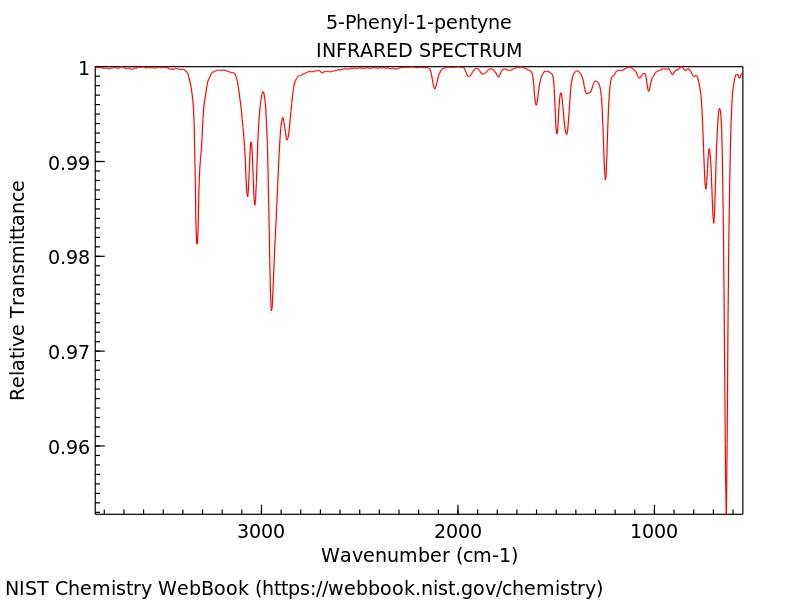 5-Phenyl-1-pentyne
INFRARED SPECTRUM
1
0.99
0.98
0.97
0.96
Relative Transmittance
3000 2000 1000
Wavenumber (cm-1)
NIST Chemistry WebBook (https://webbook.nist.gov/chemistry)